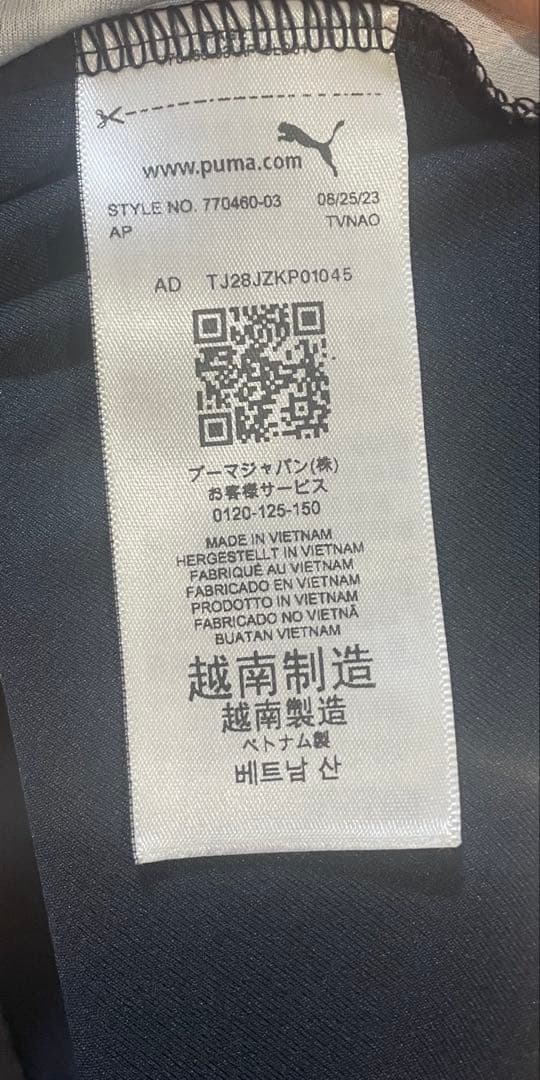 www.puma.com
STYLE NO. 770460-03 08/25/23
AP TVNAO
AD TJ28JZKP01045
プーマジャパン(株)
お客様サービス
0120-125-150
MADE IN VIETNAM
HERGESTELLT IN VIETNAM
FABRIQUÉ AU VIETNAM
FABRICADO EN VIETNAM
PRODOTTO IN VIETNAM
FABRICADO NO VIETNÃ
BUATAN VIETNAM
越南制造
越南製造
ベトナム製
베트남 산